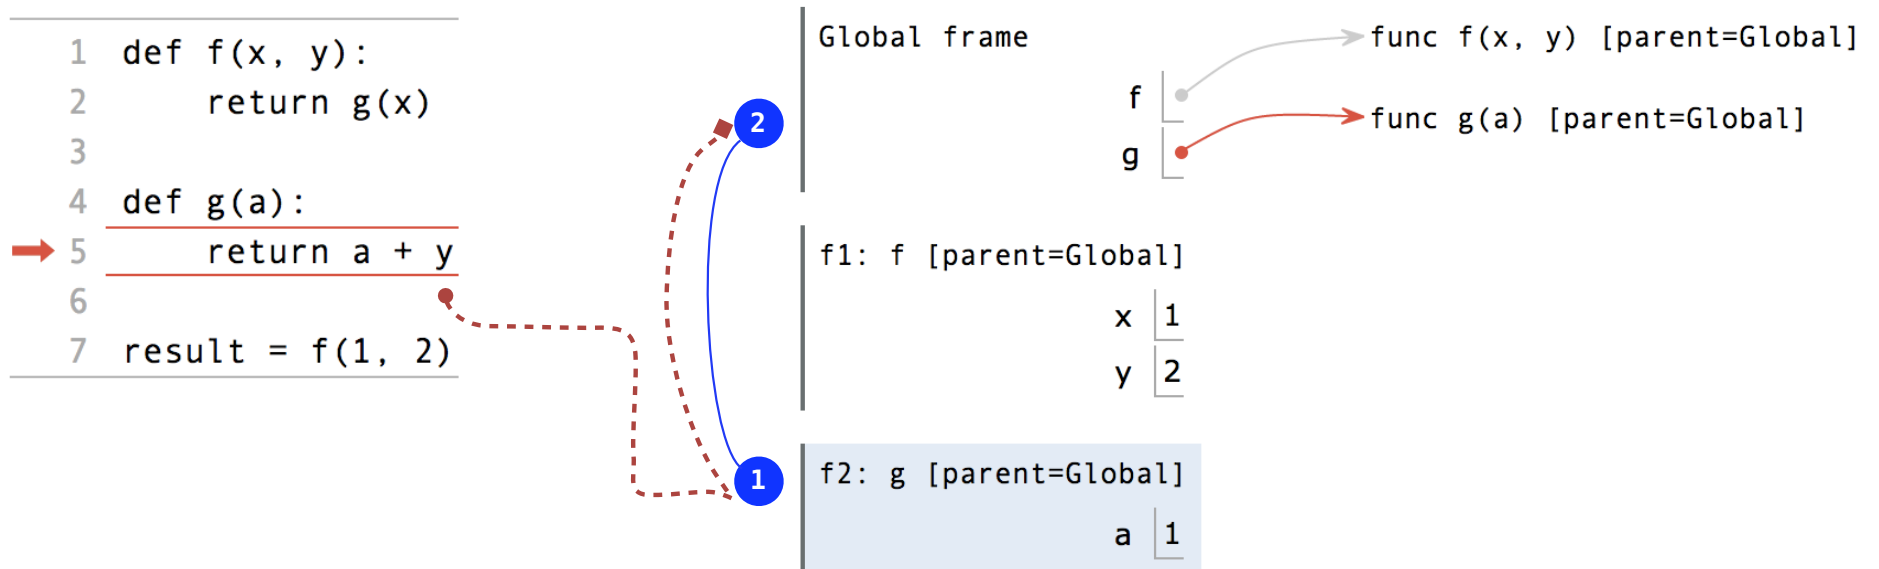 1 def f(x, y):
2 return g(x)
3
4 def g(a):
5 return a + y
6
7 result = f(1, 2)
2
1
Global frame
f
g
func f(x, y) [parent=Global]
func g(a) [parent=Global]
f1: f [parent=Global]
x 1
y 2
f2: g [parent=Global]
a 1